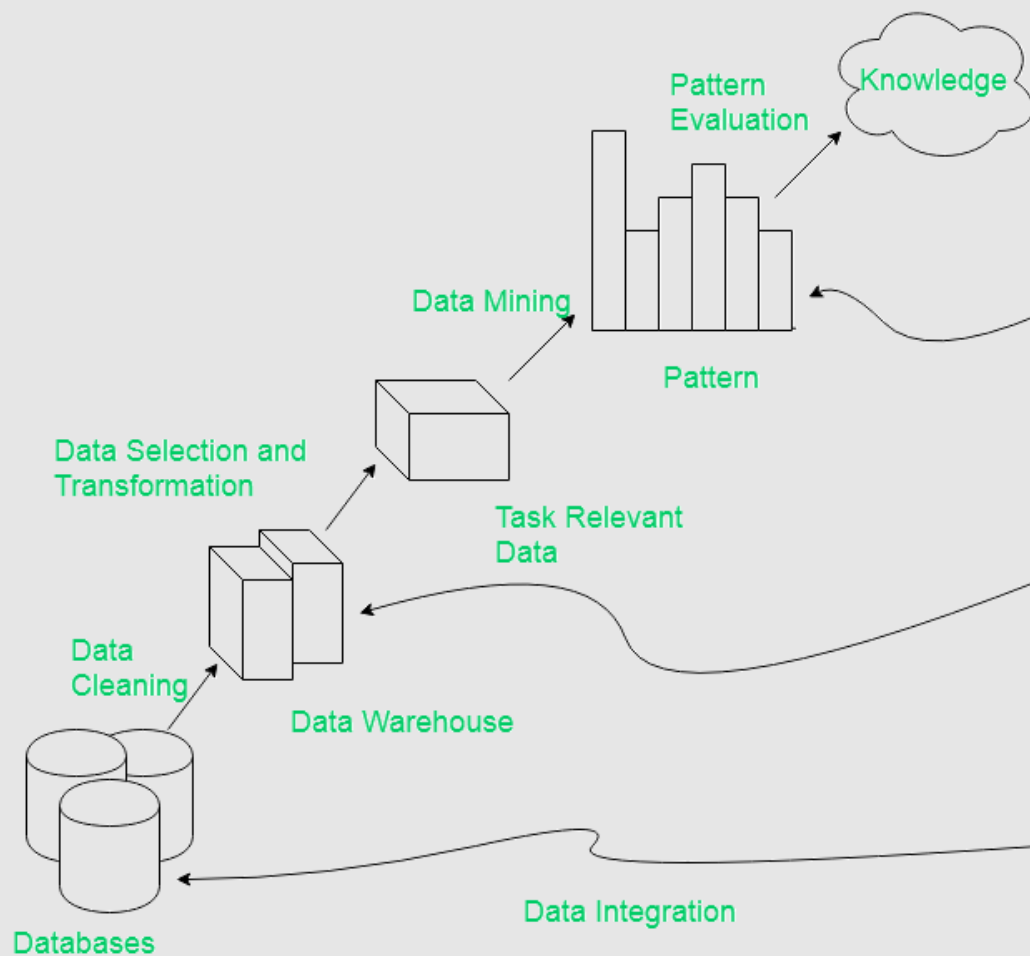 Knowledge
Pattern
Evaluation
Data Mining
Pattern
Data Selection and
Transformation
Task Relevant
Data
Data
Cleaning
Data Warehouse
Data Integration
Databases